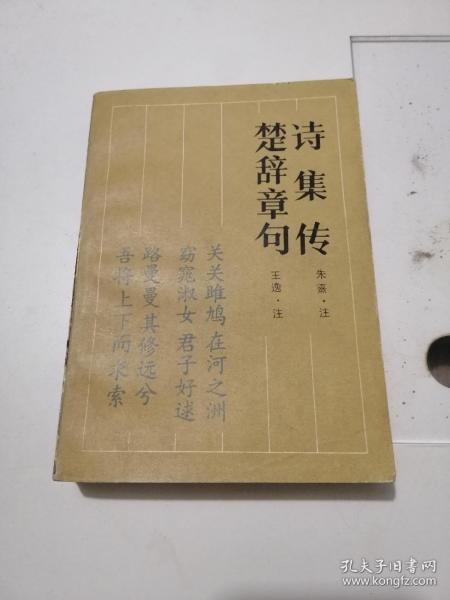 诗集传
朱熹·注
楚辞章句
王逸·注
关关雎鸠 在河之洲
窈窕淑女 君子好逑
路曼曼 其修远兮
吾将上下而求索
孔夫子旧书网
www.kongfz.com